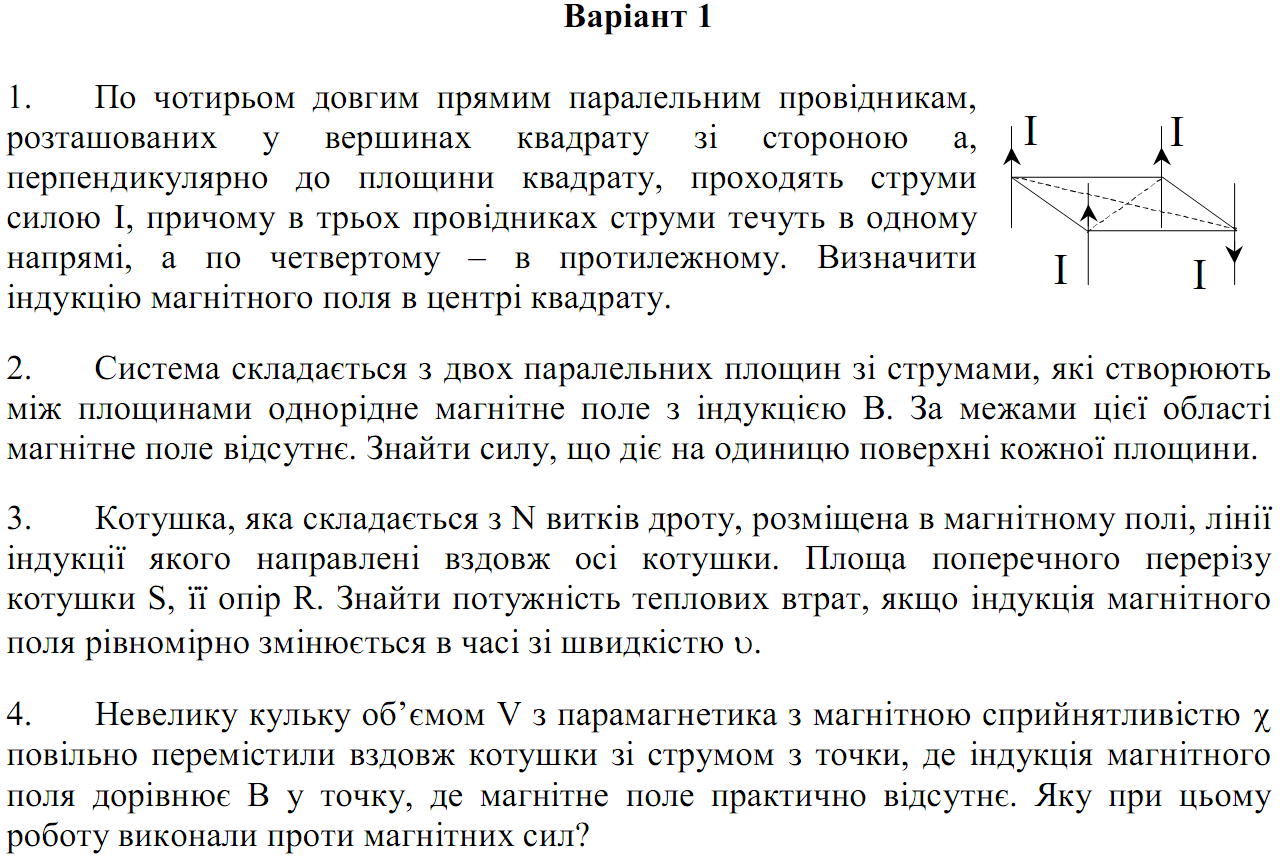 Варіант 1
1. По чотирьом довгим прямим паралельним провідникам,
розташованих у вершинах квадрату зі стороною а,
перпендикулярно до площини квадрату, проходять струми
силою I, причому в трьох провідниках струми течуть в одному
напрямі, а по четвертому – в протилежному. Визначити
індукцію магнітного поля в центрі квадрату.
I I
I I
2. Система складається з двох паралельних площин зі струмами, які створюють
між площинами однорідне магнітне поле з індукцією В. За межами цієї області
магнітне поле відсутнє. Знайти силу, що діє на одиницю поверхні кожної площини.
3. Котушка, яка складається з N витків дроту, розміщена в магнітному полі, лінії
індукції якого направлені вздовж осі котушки. Площа поперечного перерізу
котушки S, її опір R. Знайти потужність теплових втрат, якщо індукція магнітного
поля рівномірно змінюється в часі зі швидкістю υ.
4. Невелику кульку об’ємом V з парамагнетика з магнітною сприйнятливістю χ
повільно перемістили вздовж котушки зі струмом з точки, де індукція магнітного
поля дорівнює В у точку, де магнітне поле практично відсутнє. Яку при цьому
роботу виконали проти магнітних сил?